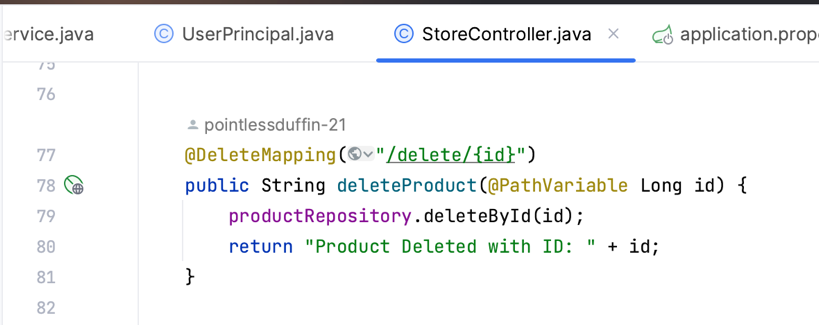 ervice.java UserPrincipal.java StoreController.java × application.prop
75
76
pointlessduffin-21
77 @DeleteMapping("/delete/{id}")
78 public String deleteProduct(@PathVariable Long id) {
79 productRepository.deleteById(id);
80 return "Product Deleted with ID: " + id;
81 }
82